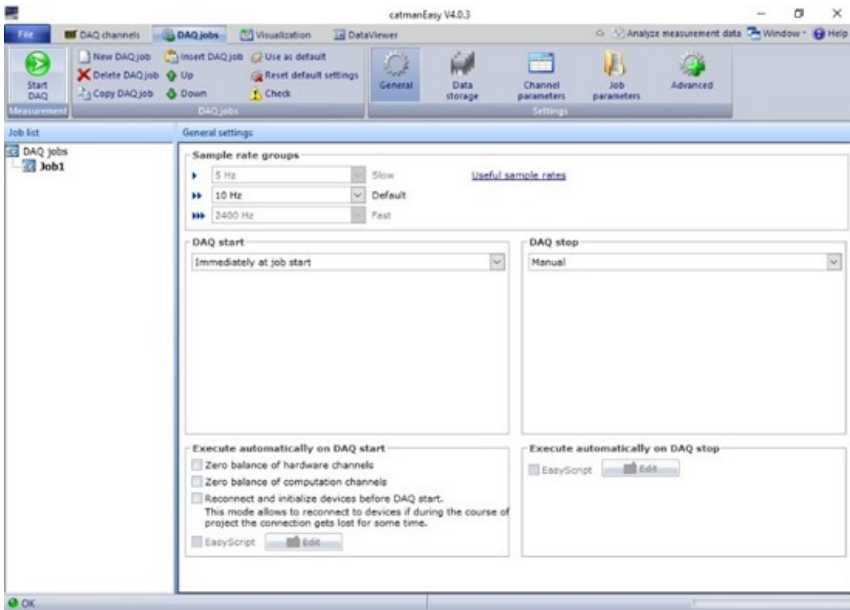 catmanEasy V4.0.3
File DAQ channels DAQ jobs Visualization DataViewer Analyze measurement data Window Help
Start DAQ
New DAQ job Insert DAQ job Use as default
Delete DAQ job Up Reset default settings
Copy DAQ job Down Check
General Data storage Channel parameters Job parameters Advanced
Measurement DAQ jobs Settings
Job list General settings
DAQ jobs
Job1
Sample rate groups
5 Hz Slow Useful sample rates
10 Hz Default
2400 Hz Fast
DAQ start DAQ stop
Immediately at job start Manual
Execute automatically on DAQ start
Zero balance of hardware channels
Zero balance of computation channels
Reconnect and initialize devices before DAQ start.
This mode allows to reconnect to devices if during the course of
project the connection gets lost for some time.
EasyScript Edit
Execute automatically on DAQ stop
EasyScript Edit
OK